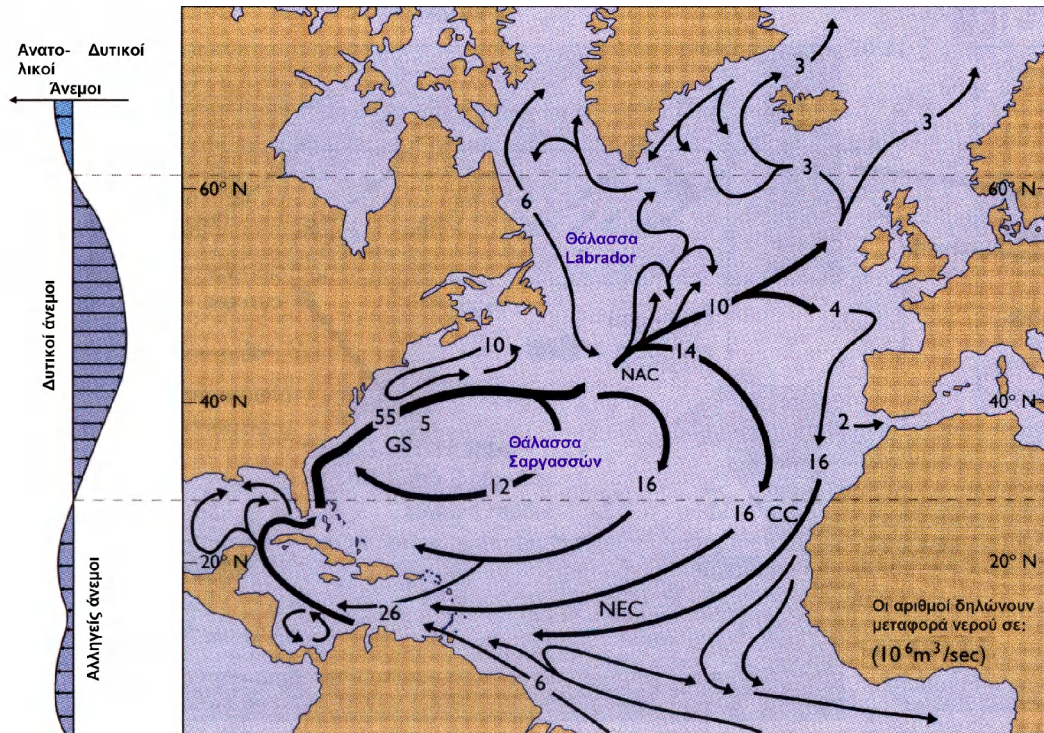 Ανατο-
λικοί
Δυτικοί
Άνεμοι
Δυτικοί άνεμοι
Αλληγείς άνεμοι
3
3
3
60° N
60° N
6
Θάλασσα
Labrador
10
4
10
14
NAC
40° N
40° N
55
5
GS
2
Θάλασσα
Σαργασσών
16
12
16
16
CC
20° N
20° N
26
NEC
6
Οι αριθμοί δηλώνουν
μεταφορά νερού σε:
(10⁶m³/sec)